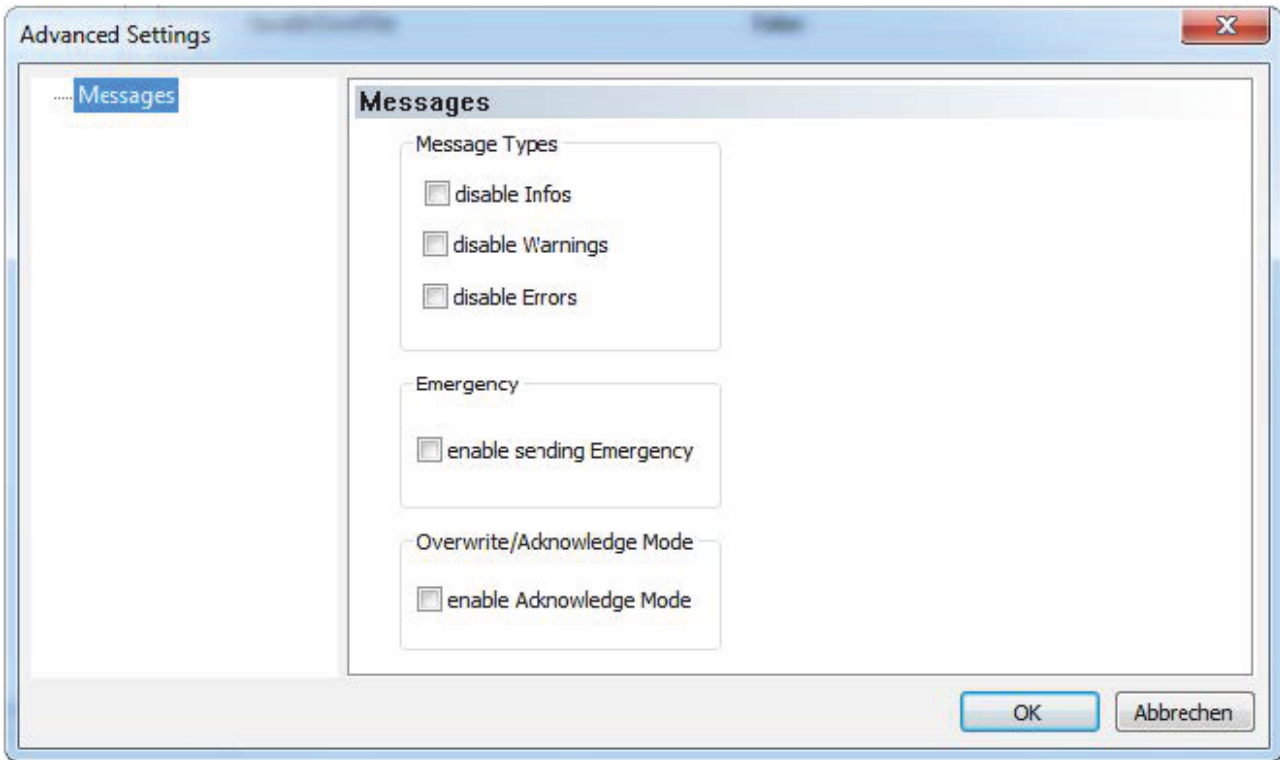 Advanced Settings
Messages
Messages
Message Types
disable Infos
disable Warnings
disable Errors
Emergency
enable sending Emergency
Overwrite/Acknowledge Mode
enable Acknowledge Mode
OK
Abbrechen